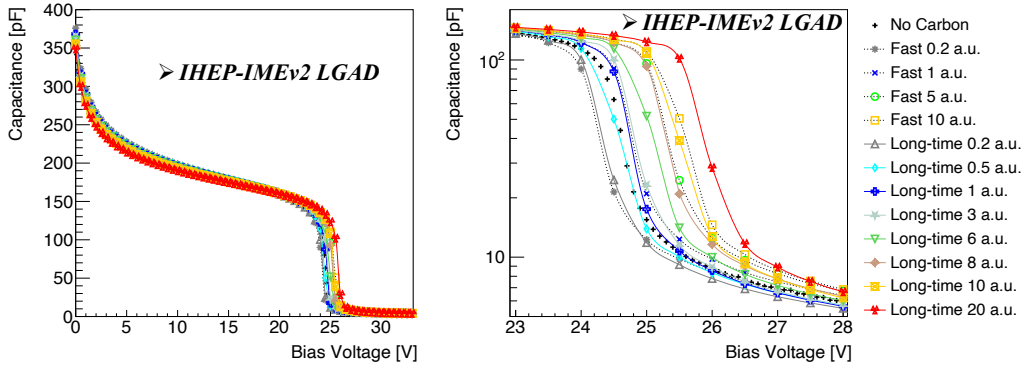 Capacitance [pF]
400
350
300
250
200
150
100
50
0
➢ IHEP-IMEv2 LGAD
0 5 10 15 20 25 30
Bias Voltage [V]
Capacitance [pF]
10²
10
➢ IHEP-IMEv2 LGAD
23 24 25 26 27 28
Bias Voltage [V]
No Carbon
Fast 0.2 a.u.
Fast 1 a.u.
Fast 5 a.u.
Fast 10 a.u.
Long-time 0.2 a.u.
Long-time 0.5 a.u.
Long-time 1 a.u.
Long-time 3 a.u.
Long-time 6 a.u.
Long-time 8 a.u.
Long-time 10 a.u.
Long-time 20 a.u.